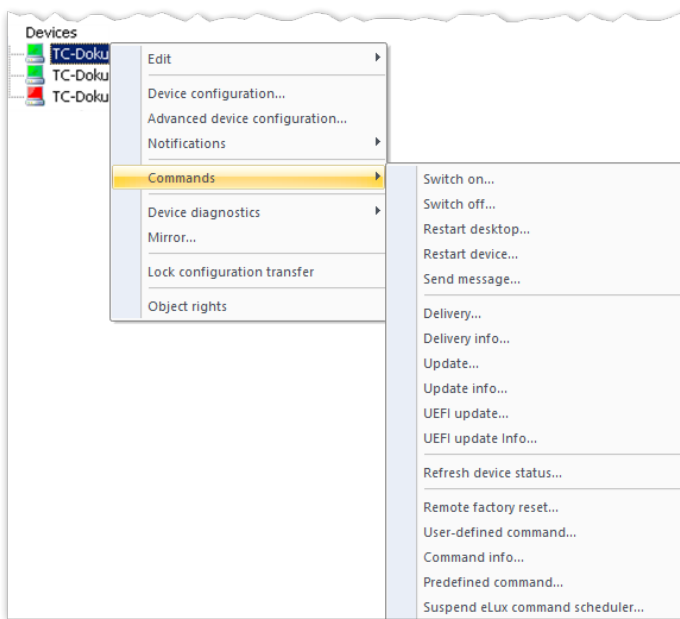 Devices
TC-Doku
TC-Doku
TC-Doku
Edit
Device configuration...
Advanced device configuration...
Notifications
Commands
Device diagnostics
Mirror...
Lock configuration transfer
Object rights
Switch on...
Switch off...
Restart desktop...
Restart device...
Send message...
Delivery...
Delivery info...
Update...
Update info...
UEFI update...
UEFI update Info...
Refresh device status...
Remote factory reset...
User-defined command...
Command info...
Predefined command...
Suspend eLux command scheduler...